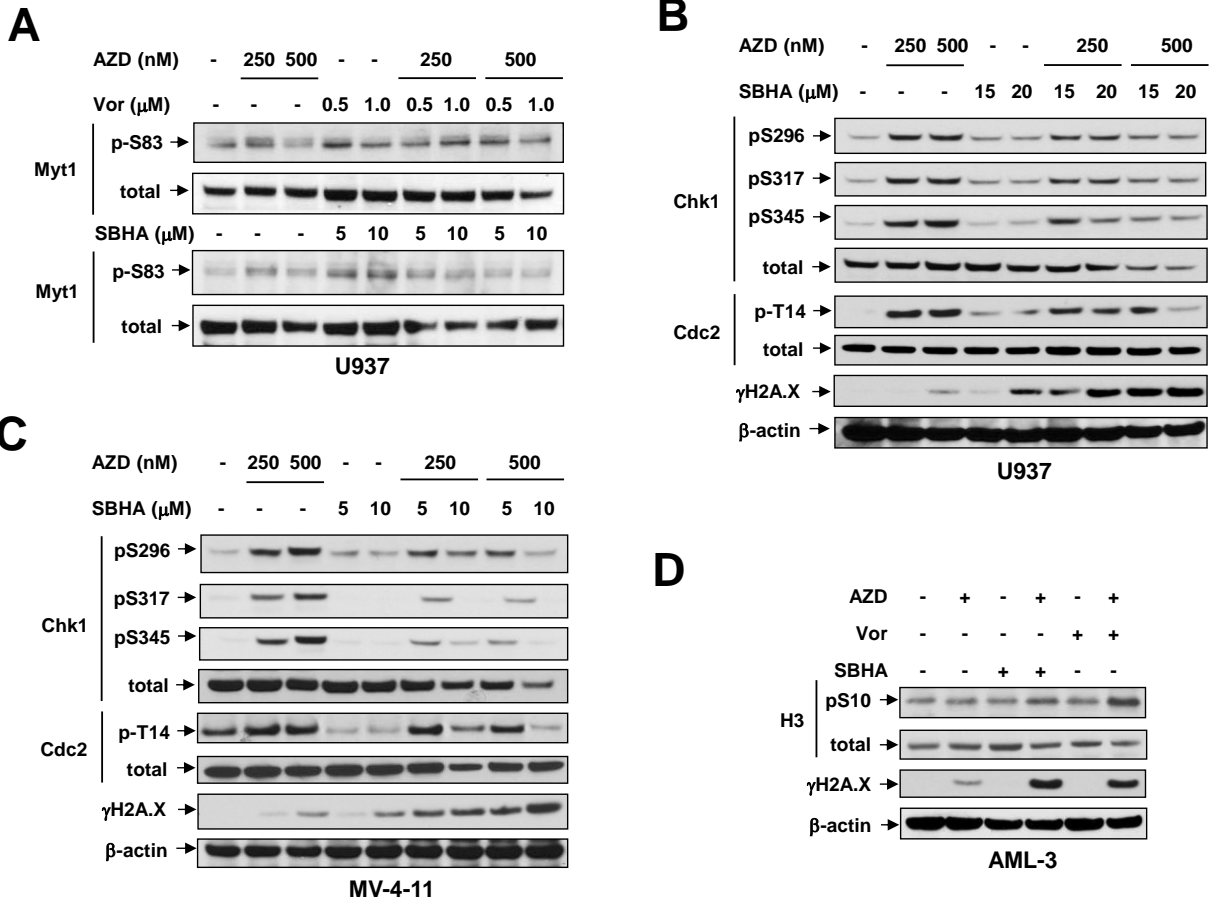 A
AZD (nM) - 250 500 - - 250 500
Vor (μM) - - - 0.5 1.0 0.5 1.0 0.5 1.0
Myt1
p-S83
total
SBHA (μM) - - - 5 10 5 10 5 10
Myt1
p-S83
total
U937
B
AZD (nM) - 250 500 - - 250 500
SBHA (μM) - - - 15 20 15 20 15 20
Chk1
pS296
pS317
pS345
total
Cdc2
p-T14
total
γH2A.X
β-actin
U937
C
AZD (nM) - 250 500 - - 250 500
SBHA (μM) - - - 5 10 5 10 5 10
Chk1
pS296
pS317
pS345
total
Cdc2
p-T14
total
γH2A.X
β-actin
MV-4-11
D
AZD - + - + - +
Vor - - - - + +
SBHA - - + + - -
H3
pS10
total
γH2A.X
β-actin
AML-3